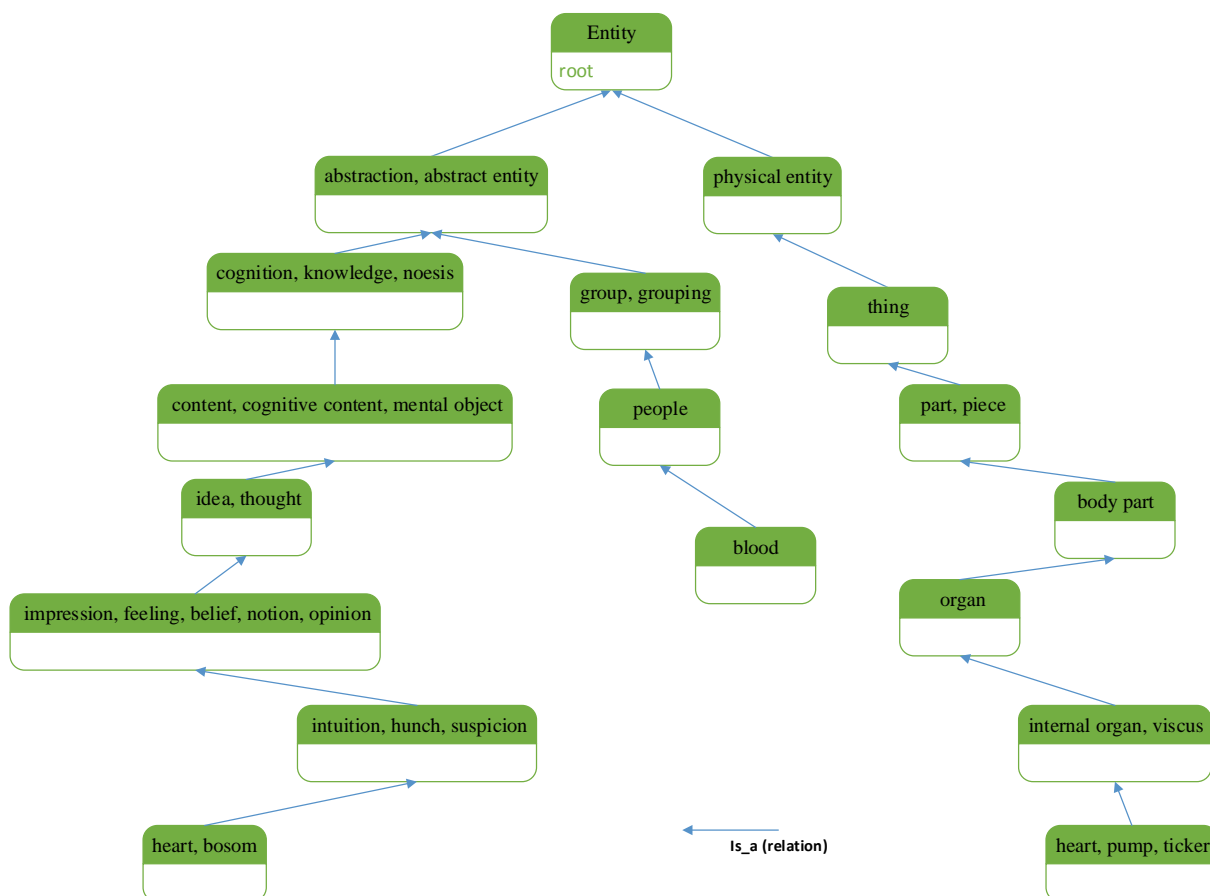 Entity
root
abstraction, abstract entity
physical entity
cognition, knowledge, noesis
group, grouping
thing
content, cognitive content, mental object
people
part, piece
idea, thought
body part
blood
impression, feeling, belief, notion, opinion
organ
intuition, hunch, suspicion
internal organ, viscus
heart, bosom
Is_a (relation)
heart, pump, ticker